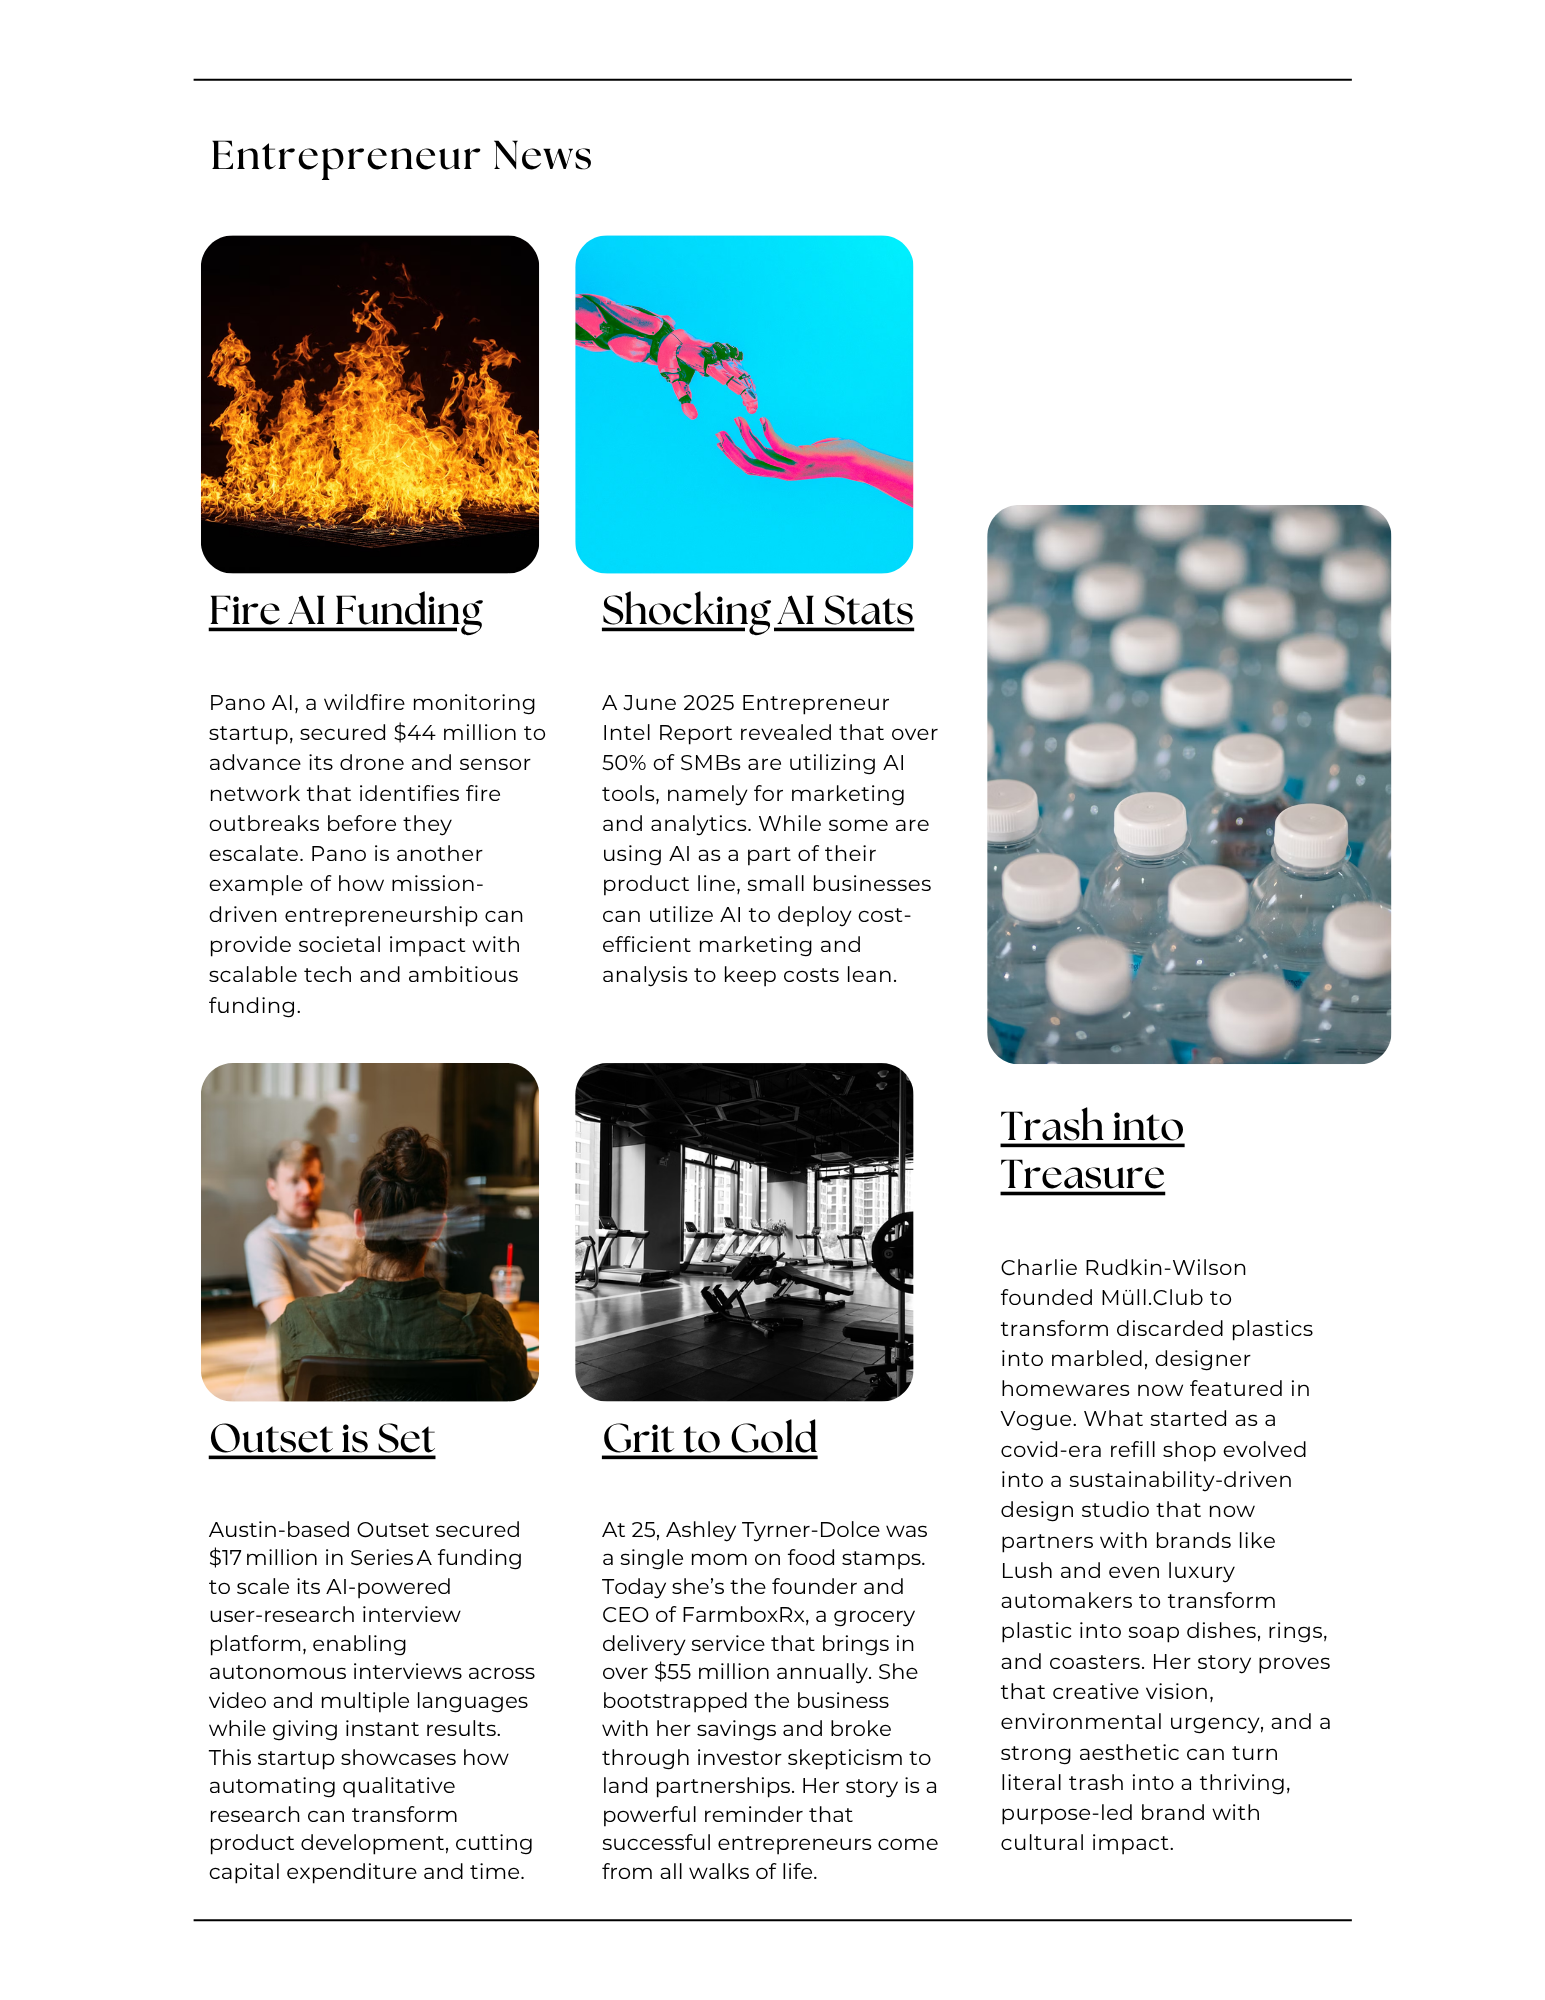 Entrepreneur News
Fire AI Funding
Pano AI, a wildfire monitoring
startup, secured $44 million to
advance its drone and sensor
network that identifies fire
outbreaks before they
escalate. Pano is another
example of how mission-
driven entrepreneurship can
provide societal impact with
scalable tech and ambitious
funding.
Shocking AI Stats
A June 2025 Entrepreneur
Intel Report revealed that over
50% of SMBs are utilizing AI
tools, namely for marketing
and analytics. While some are
using AI as a part of their
product line, small businesses
can utilize AI to deploy cost-
efficient marketing and
analysis to keep costs lean.
Outset is Set
Austin-based Outset secured
$17 million in Series A funding
to scale its AI-powered
user-research interview
platform, enabling
autonomous interviews across
video and multiple languages
while giving instant results.
This startup showcases how
automating qualitative
research can transform
product development, cutting
capital expenditure and time.
Grit to Gold
At 25, Ashley Tyrner-Dolce was
a single mom on food stamps.
Today she’s the founder and
CEO of FarmboxRx, a grocery
delivery service that brings in
over $55 million annually. She
bootstrapped the business
with her savings and broke
through investor skepticism to
land partnerships. Her story is a
powerful reminder that
successful entrepreneurs come
from all walks of life.
Trash into
Treasure
Charlie Rudkin-Wilson
founded Müll.Club to
transform discarded plastics
into marbled, designer
homewares now featured in
Vogue. What started as a
covid-era refill shop evolved
into a sustainability-driven
design studio that now
partners with brands like
Lush and even luxury
automakers to transform
plastic into soap dishes, rings,
and coasters. Her story proves
that creative vision,
environmental urgency, and a
strong aesthetic can turn
literal trash into a thriving,
purpose-led brand with
cultural impact.